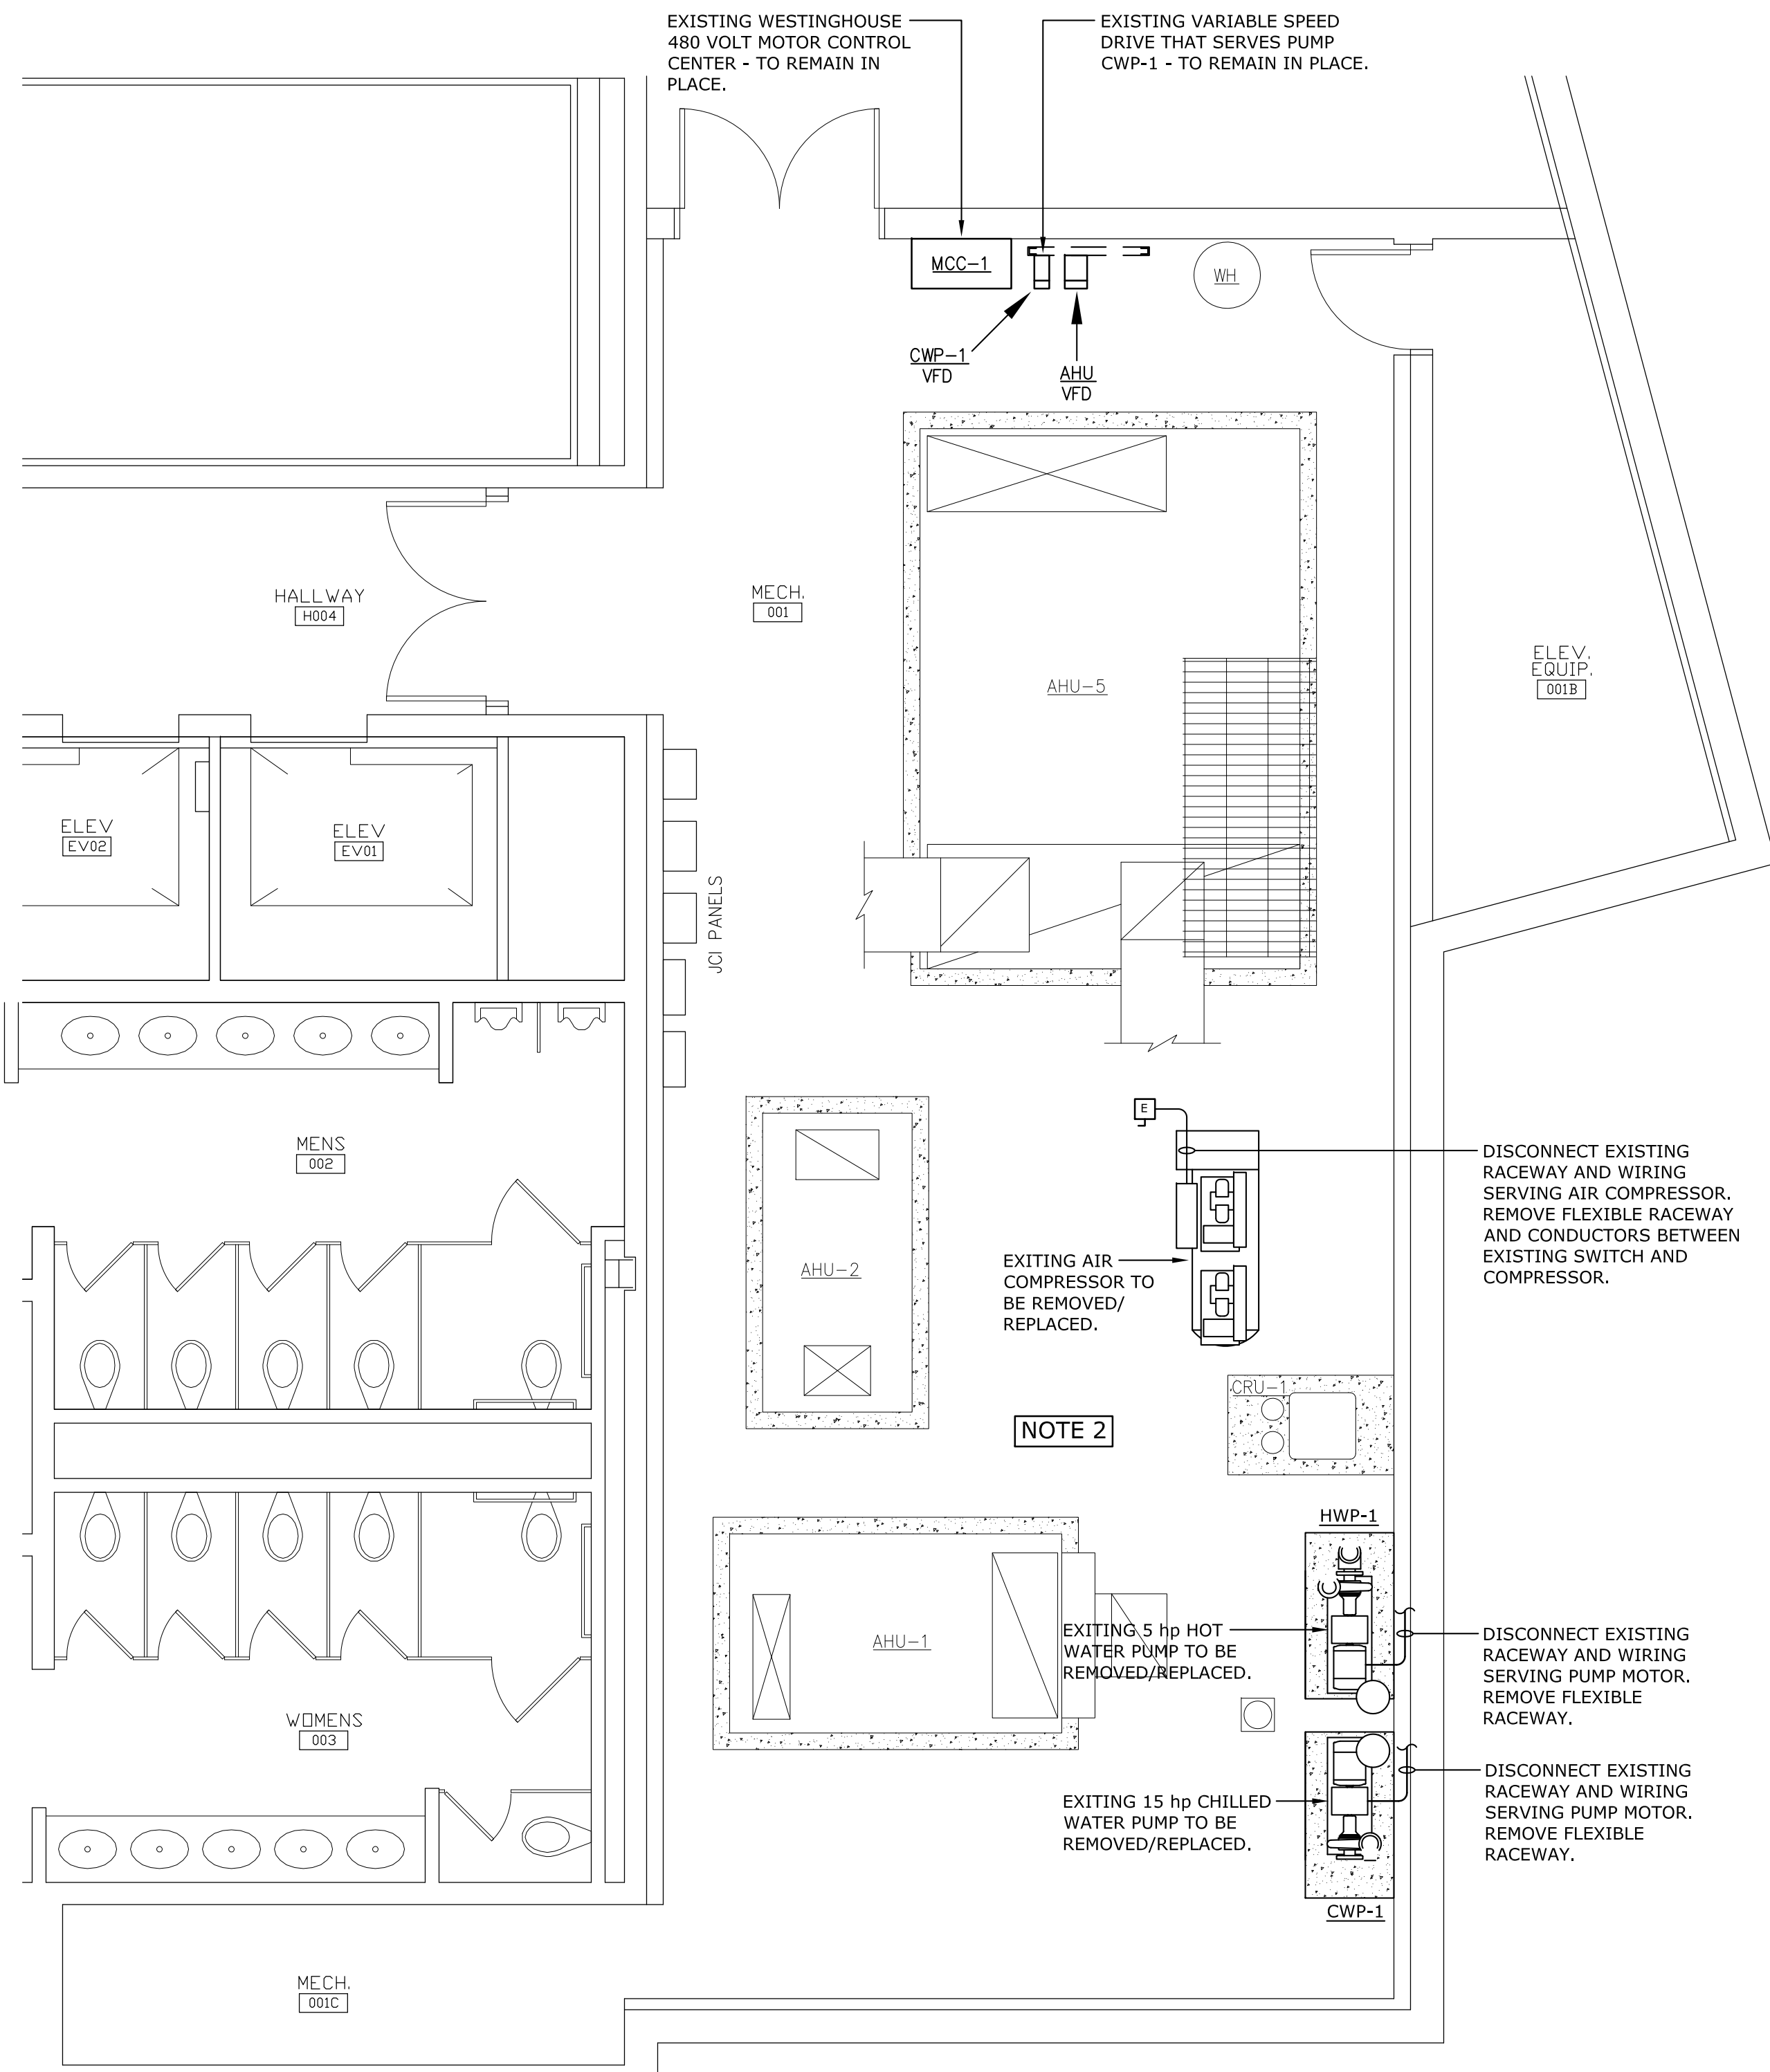 EXISTING WESTINGHOUSE
480 VOLT MOTOR CONTROL
CENTER - TO REMAIN IN
PLACE.
EXISTING VARIABLE SPEED
DRIVE THAT SERVES PUMP
CWP-1 - TO REMAIN IN PLACE.
MCC-1
WH
CWP-1
VFD
AHU
VFD
HALLWAY
H004
MECH.
001
ELEV.
EQUIP.
001B
AHU-5
ELEV
EV02
ELEV
EV01
JCI PANELS
E
MENS
002
DISCONNECT EXISTING
RACEWAY AND WIRING
SERVING AIR COMPRESSOR.
REMOVE FLEXIBLE RACEWAY
AND CONDUCTORS BETWEEN
EXISTING SWITCH AND
COMPRESSOR.
AHU-2
EXITING AIR
COMPRESSOR TO
BE REMOVED/
REPLACED.
CRU-1
NOTE 2
HWP-1
AHU-1
EXITING 5 hp HOT
WATER PUMP TO BE
REMOVED/REPLACED.
DISCONNECT EXISTING
RACEWAY AND WIRING
SERVING PUMP MOTOR.
REMOVE FLEXIBLE
RACEWAY.
WOMENS
003
EXITING 15 hp CHILLED
WATER PUMP TO BE
REMOVED/REPLACED.
DISCONNECT EXISTING
RACEWAY AND WIRING
SERVING PUMP MOTOR.
REMOVE FLEXIBLE
RACEWAY.
CWP-1
MECH.
001C